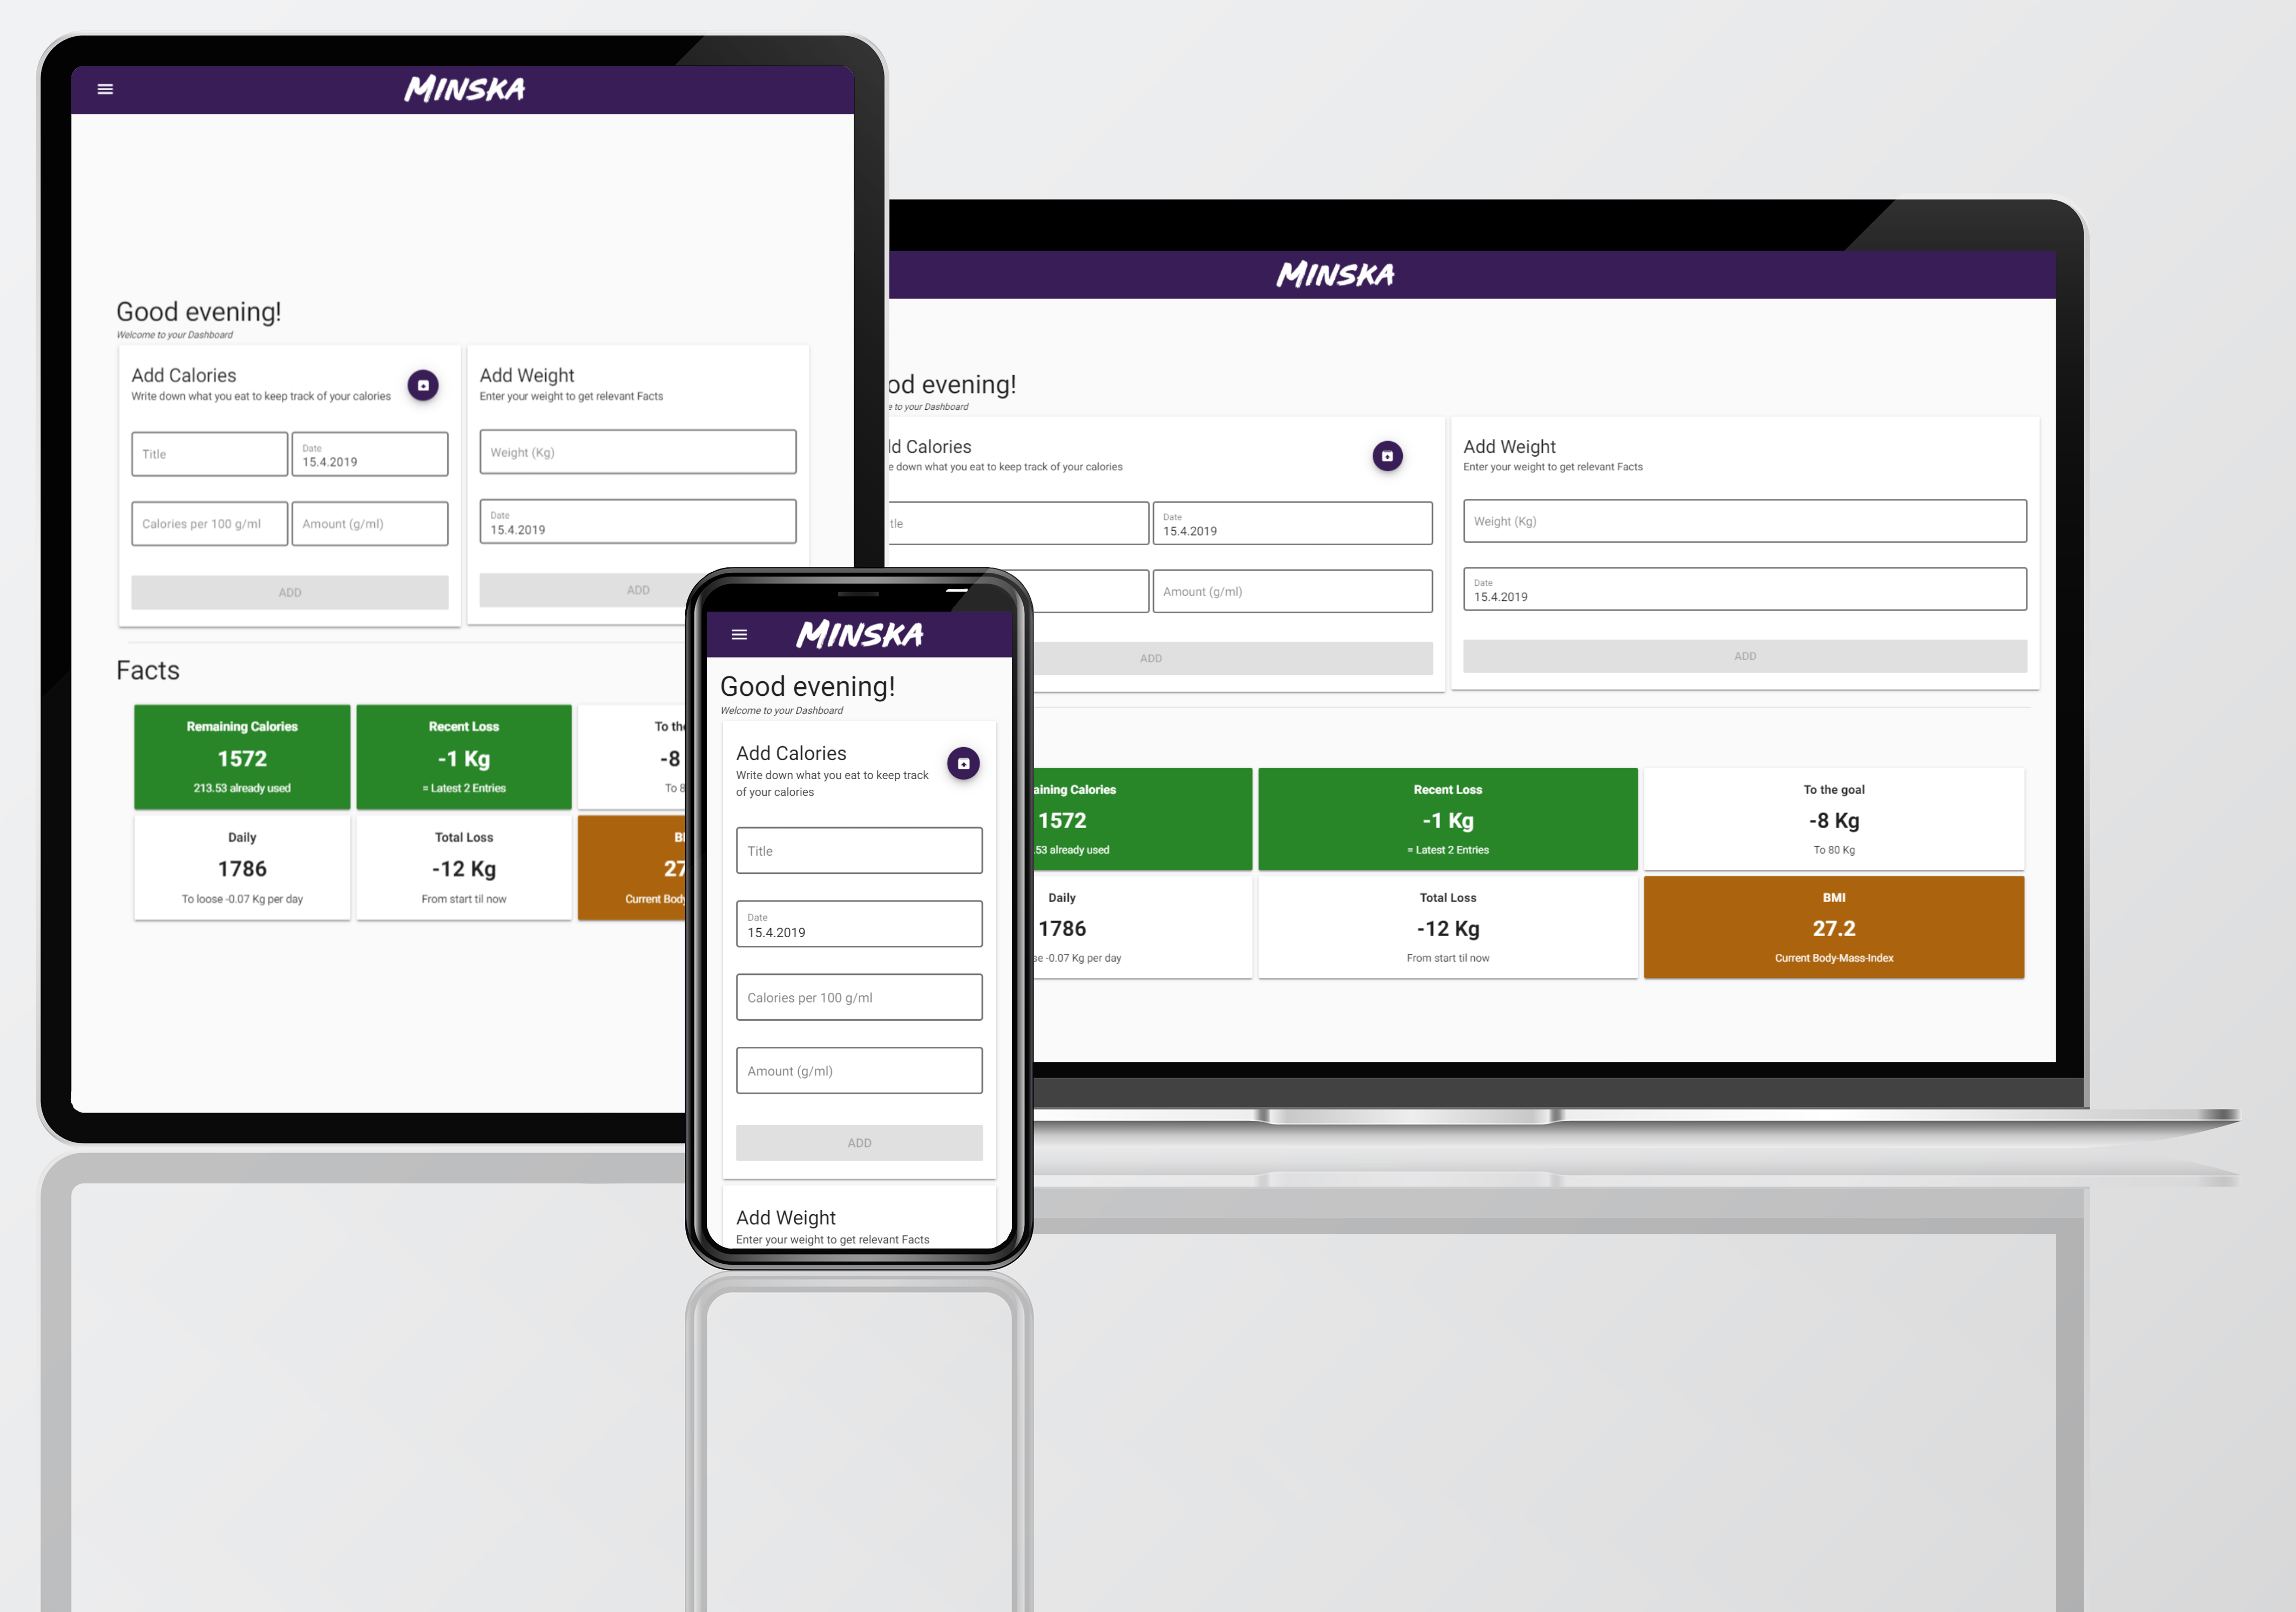 MINSKA
Good evening!
Welcome to your Dashboard
Add Calories
Write down what you eat to keep track of your calories
Title
Date
15.4.2019
Calories per 100 g/ml
Amount (g/ml)
ADD
Add Weight
Enter your weight to get relevant Facts
Weight (Kg)
Date
15.4.2019
ADD
Facts
Remaining Calories
1572
213.53 already used
Recent Loss
-1 Kg
= Latest 2 Entries
To the
-8
To 8
Daily
1786
To loose -0.07 Kg per day
Total Loss
-12 Kg
From start til now
BI
27
Current Body
MINSKA
Good evening!
Welcome to your Dashboard
Add Calories
Write down what you eat to keep track
of your calories
Title
Date
15.4.2019
Calories per 100 g/ml
Amount (g/ml)
ADD
Add Weight
Enter your weight to get relevant Facts
MINSKA
od evening!
e to your Dashboard
ld Calories
e down what you eat to keep track of your calories
tle
Date
15.4.2019
Amount (g/ml)
ADD
Add Weight
Enter your weight to get relevant Facts
Weight (Kg)
Date
15.4.2019
ADD
aining Calories
1572
.53 already used
Recent Loss
-1 Kg
= Latest 2 Entries
To the goal
-8 Kg
To 80 Kg
Daily
1786
se -0.07 Kg per day
Total Loss
-12 Kg
From start til now
BMI
27.2
Current Body-Mass-Index